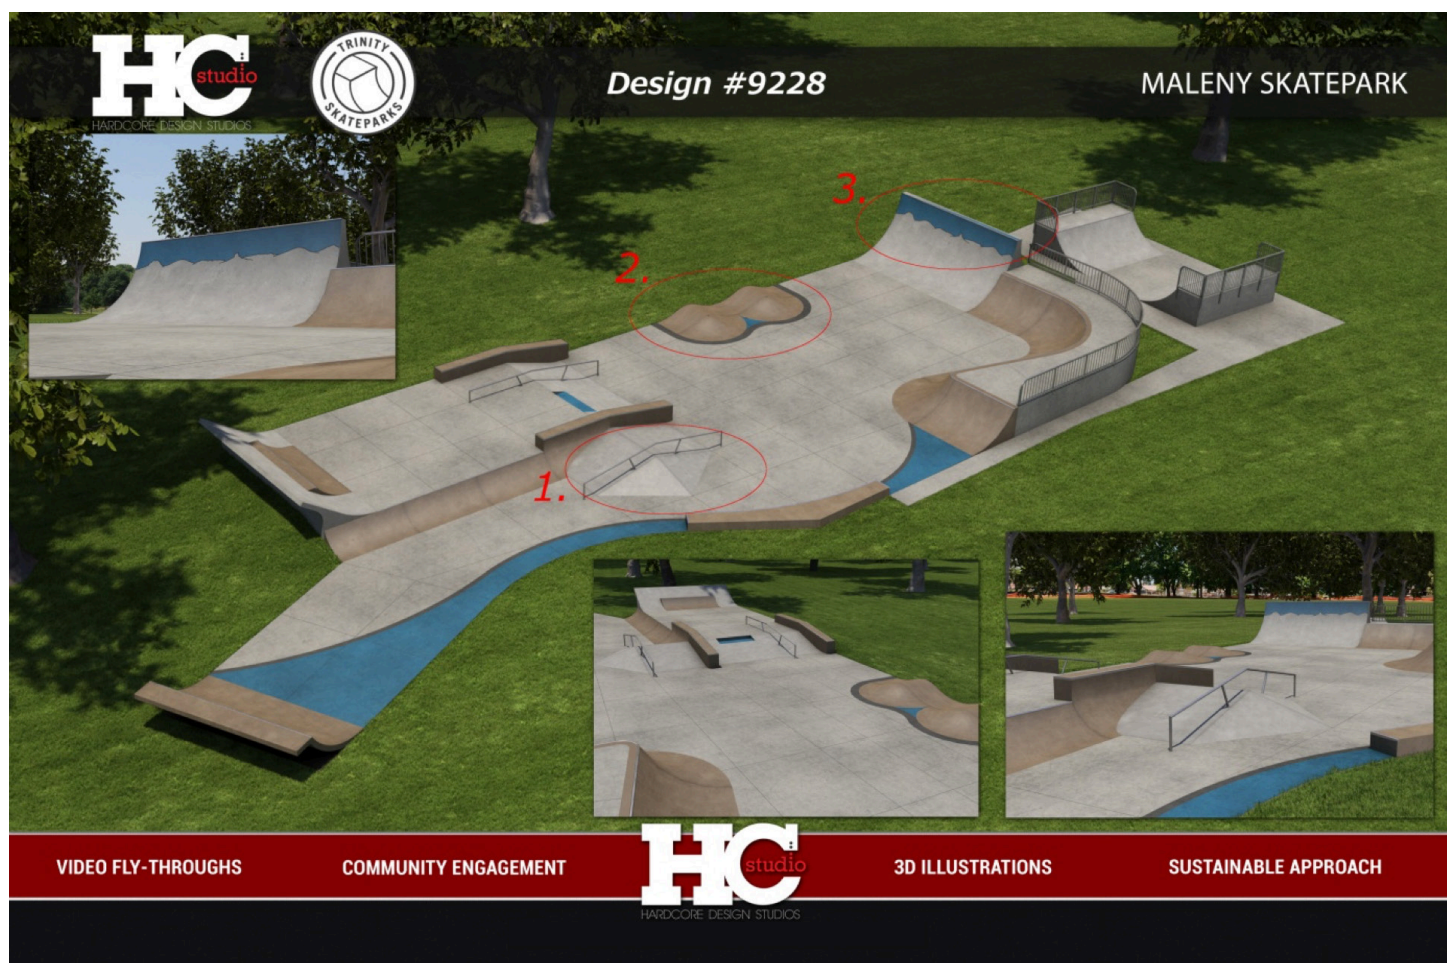 HC
studio
HARDCORE DESIGN STUDIOS
TRINITY
SKATEPARKS
Design #9228
MALENY SKATEPARK
3.
2.
1.
VIDEO FLY-THROUGHS
COMMUNITY ENGAGEMENT
HC
studio
HARDCORE DESIGN STUDIOS
3D ILLUSTRATIONS
SUSTAINABLE APPROACH